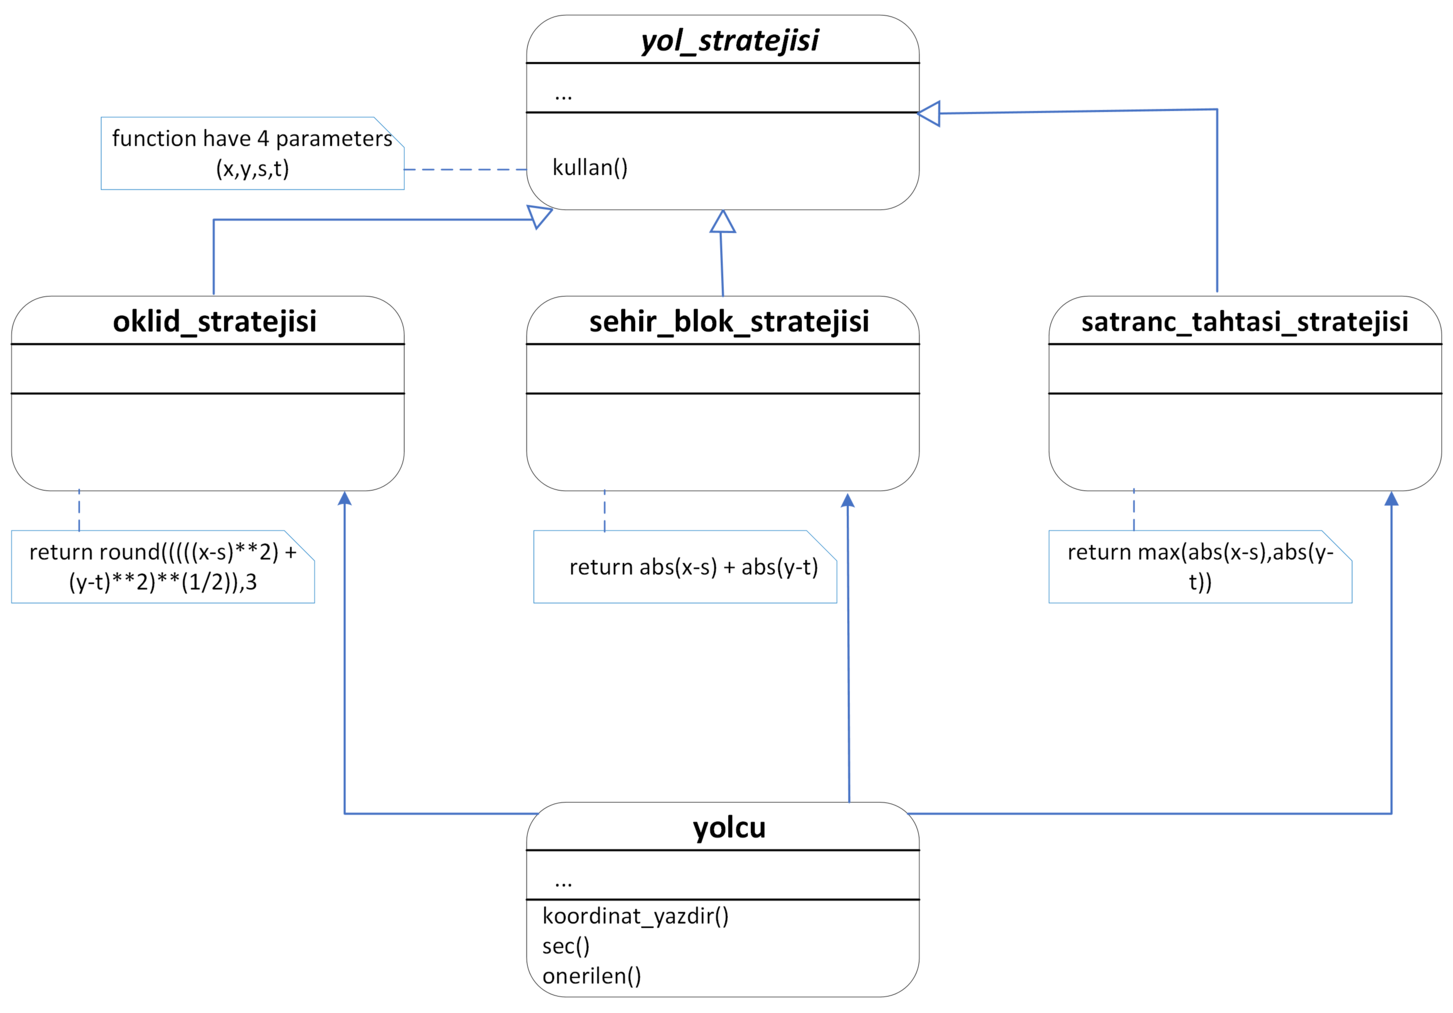 yol_stratejisi
...
kullan()
function have 4 parameters
(x,y,s,t)
oklid_stratejisi
sehir_blok_stratejisi
satranc_tahtasi_stratejisi
return round(((((x-s)**2) +
(y-t)**2)**(1/2)),3
return abs(x-s) + abs(y-t)
return max(abs(x-s),abs(y-
t))
yolcu
...
koordinat_yazdir()
sec()
onerilen()